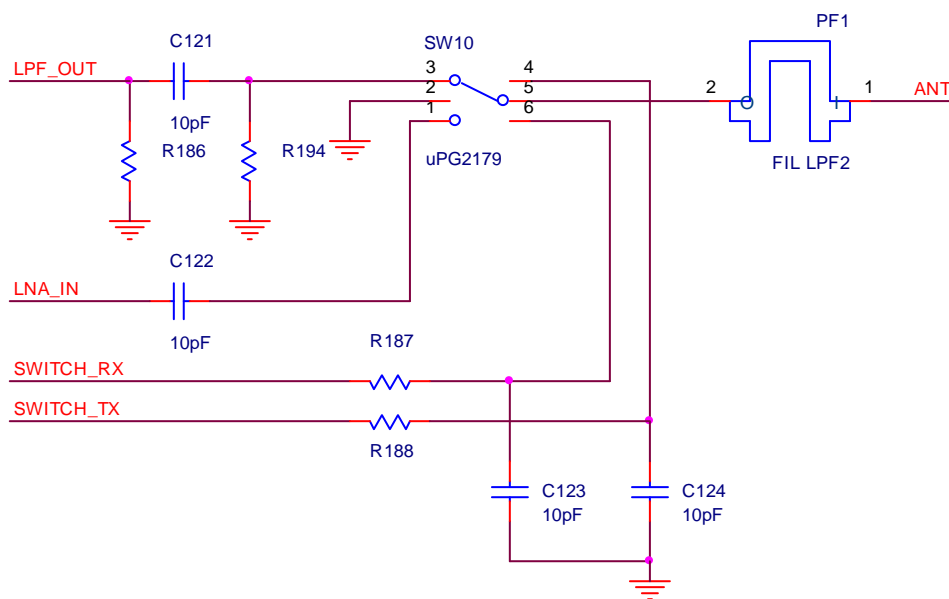 PF1
C121
SW10
LPF_OUT
3
4
2
5
2
1
ANT
1
6
10pF
R186
R194
uPG2179
FIL LPF2
C122
LNA_IN
10pF
R187
SWITCH_RX
SWITCH_TX
R188
C123
10pF
C124
10pF